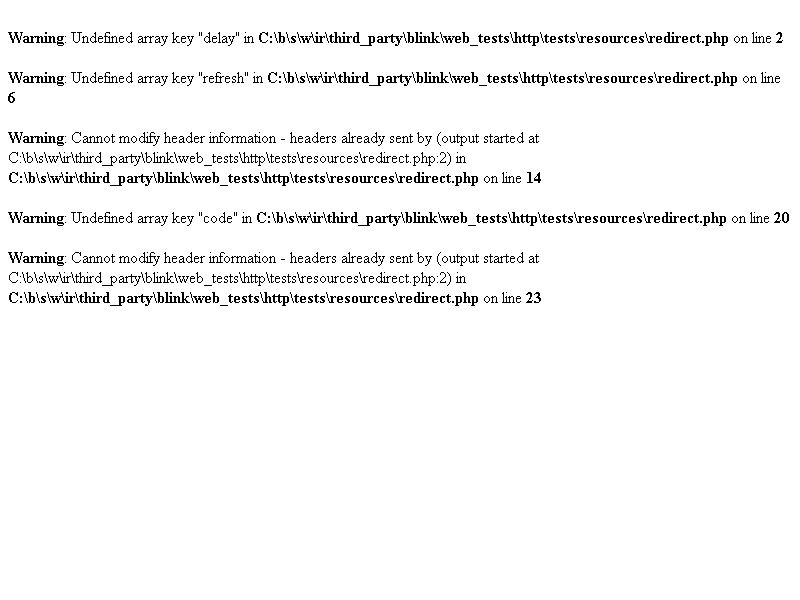 Warning: Undefined array key "delay" in C:\b\s\w\ir\third_party\blink\web_tests\http\tests\resources\redirect.php on line 2
Warning: Undefined array key "refresh" in C:\b\s\w\ir\third_party\blink\web_tests\http\tests\resources\redirect.php on line
6
Warning: Cannot modify header information - headers already sent by (output started at
C:\b\s\w\ir\third_party\blink\web_tests\http\tests\resources\redirect.php:2) in
C:\b\s\w\ir\third_party\blink\web_tests\http\tests\resources\redirect.php on line 14
Warning: Undefined array key "code" in C:\b\s\w\ir\third_party\blink\web_tests\http\tests\resources\redirect.php on line 20
Warning: Cannot modify header information - headers already sent by (output started at
C:\b\s\w\ir\third_party\blink\web_tests\http\tests\resources\redirect.php:2) in
C:\b\s\w\ir\third_party\blink\web_tests\http\tests\resources\redirect.php on line 23